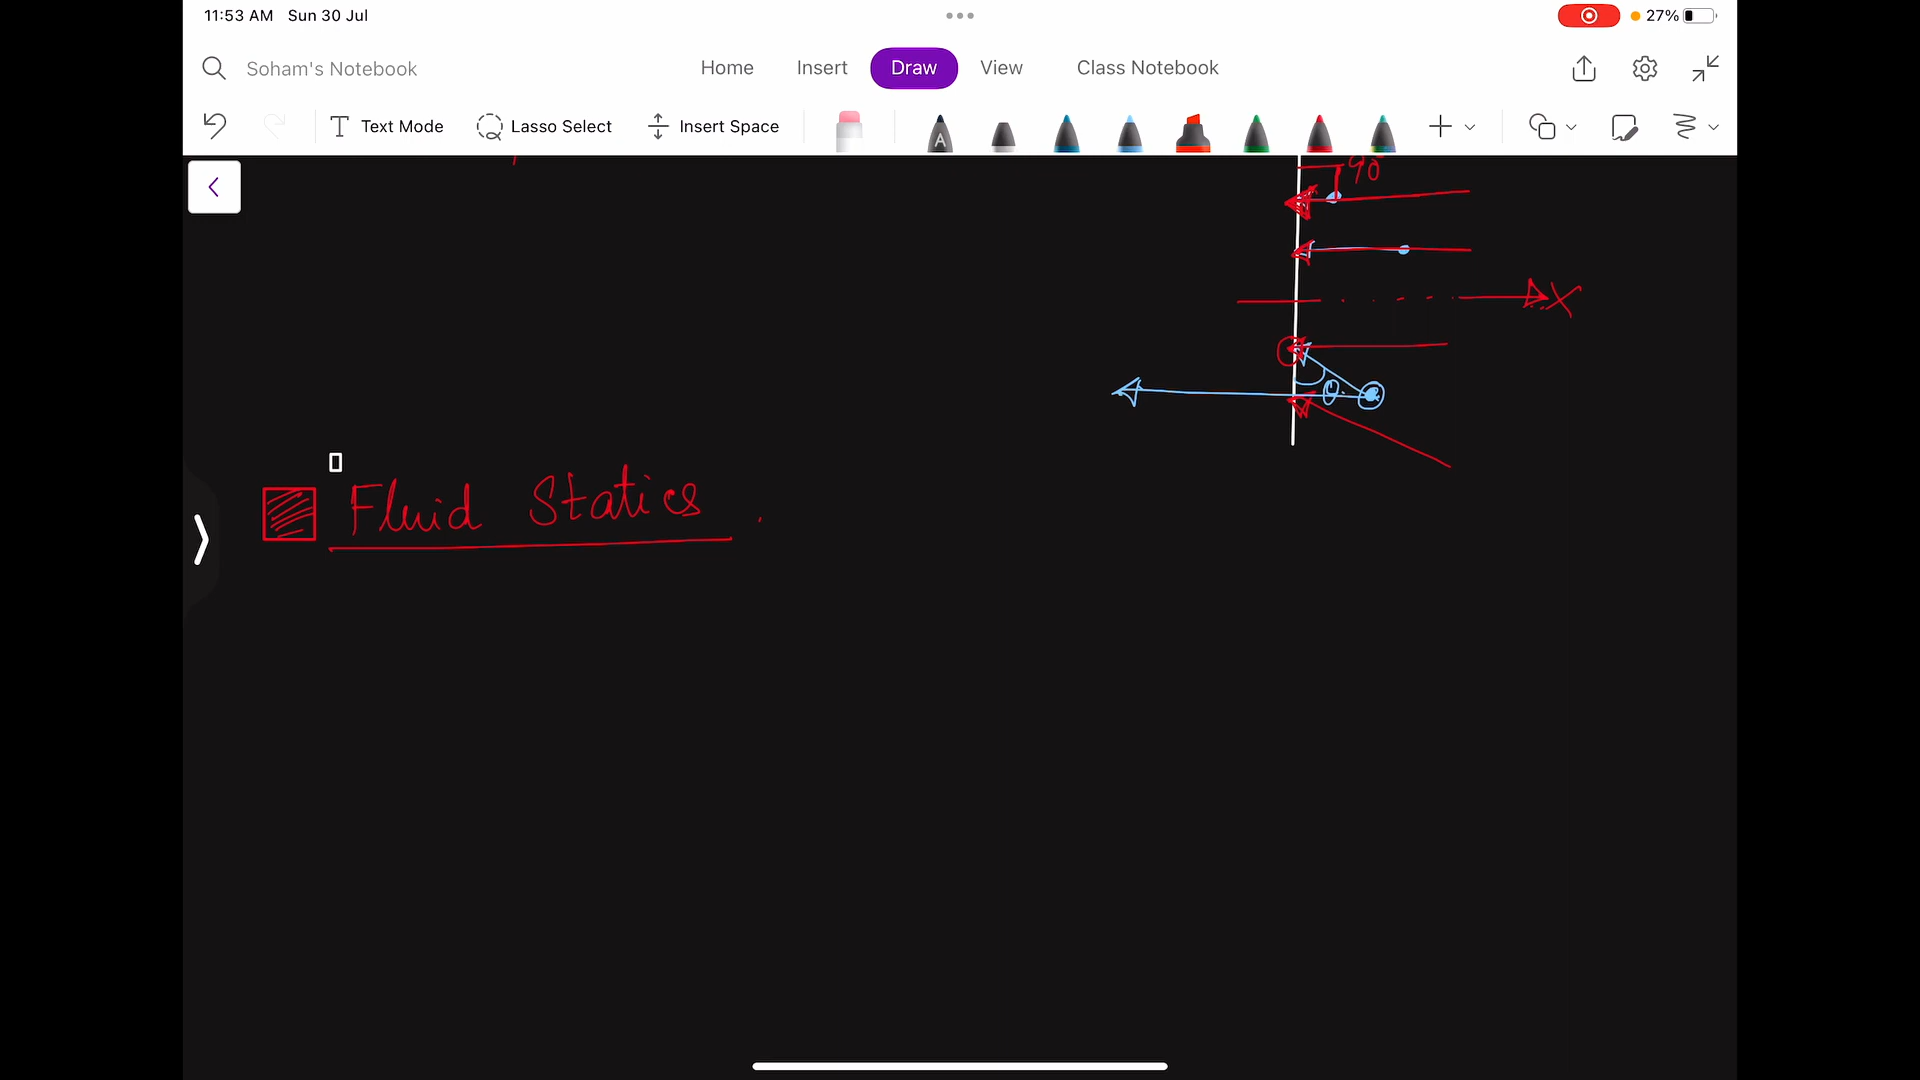 11:53 AM Sun 30 Jul
27%
Soham's Notebook
Home Insert Draw View Class Notebook
Text Mode Lasso Select Insert Space
A
90°
X
θ
Fluid Statics.